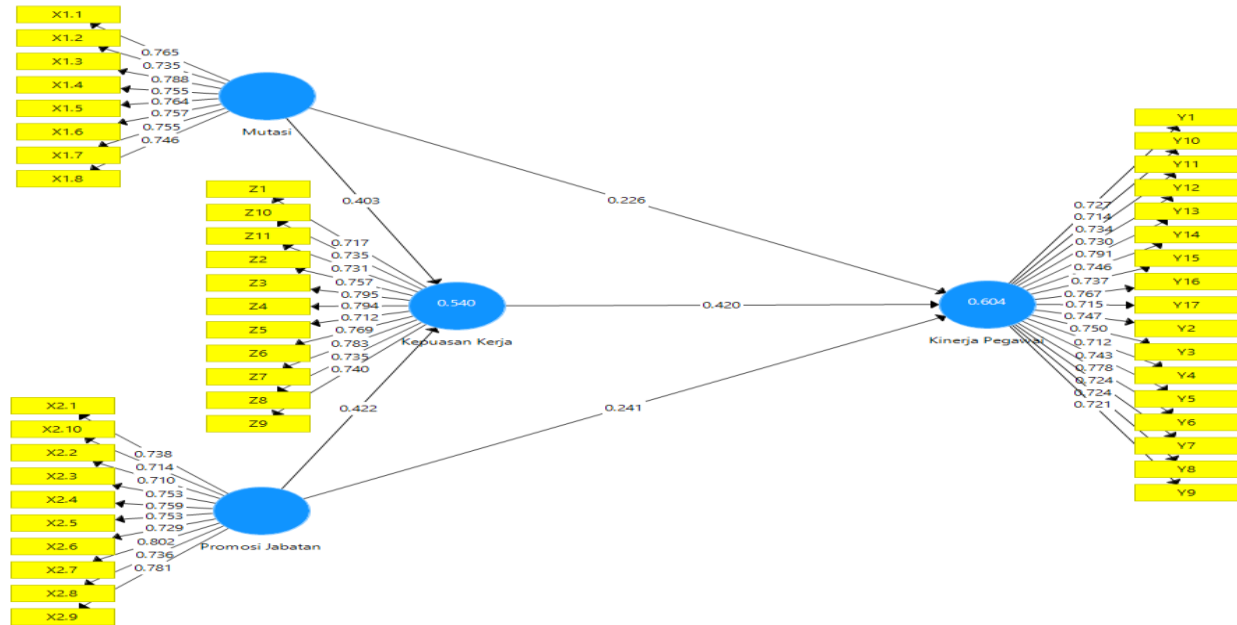 X1.1
X1.2
X1.3
X1.4
X1.5
X1.6
X1.7
X1.8
0.765
0.735
0.788
0.755
0.764
0.757
0.755
0.746
Mutasi
0.403
0.226
Z1
Z10
Z11
Z2
Z3
Z4
Z5
Z6
Z7
Z8
Z9
0.717
0.735
0.731
0.757
0.795
0.794
0.712
0.769
0.783
0.735
0.740
0.540
Kepuasan Kerja
0.420
0.422
0.241
X2.1
X2.10
X2.2
X2.3
X2.4
X2.5
X2.6
X2.7
X2.8
X2.9
0.738
0.714
0.710
0.753
0.759
0.753
0.729
0.802
0.736
0.781
Promosi Jabatan
0.604
Kinerja Pegawai
0.727
0.714
0.734
0.730
0.791
0.746
0.737
0.767
0.715
0.747
0.750
0.712
0.743
0.778
0.724
0.724
0.721
Y1
Y10
Y11
Y12
Y13
Y14
Y15
Y16
Y17
Y2
Y3
Y4
Y5
Y6
Y7
Y8
Y9